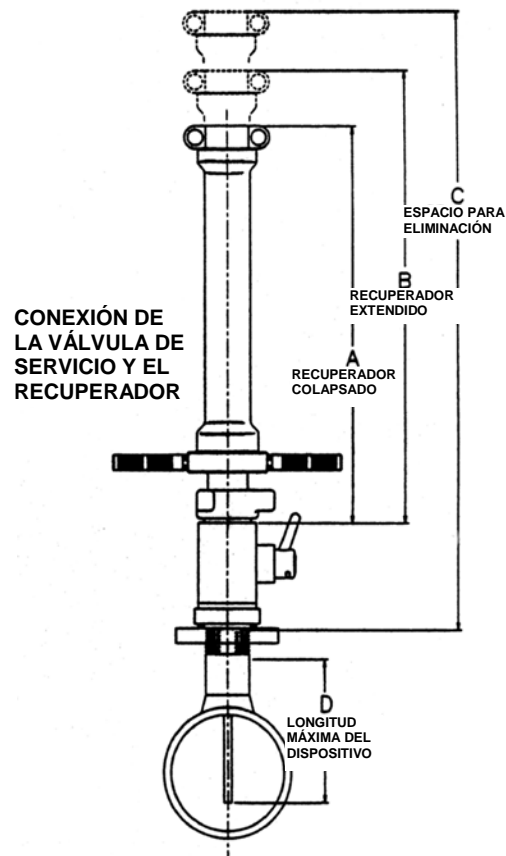 C
ESPACIO PARA
ELIMINACIÓN
B
RECUPERADOR
EXTENDIDO
CONEXIÓN DE
LA VÁLVULA DE
SERVICIO Y EL
RECUPERADOR
A
RECUPERADOR
COLAPSADO
D
LONGITUD
MÁXIMA DEL
DISPOSITIVO